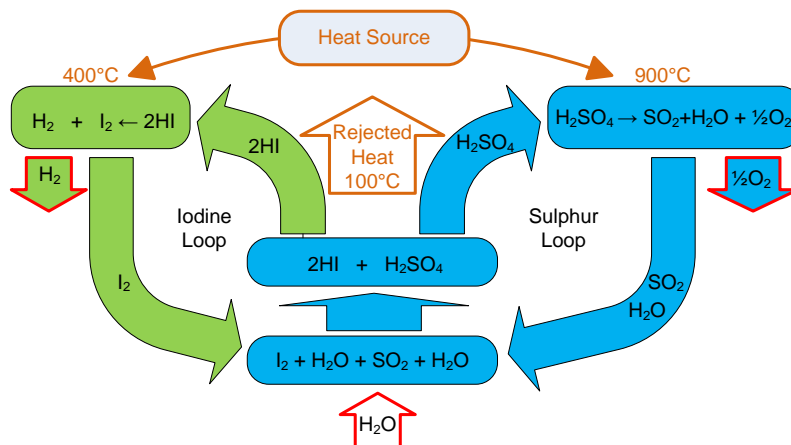 Heat Source
400°C
900°C
H₂ + I₂ ← 2HI
H₂SO₄ → SO₂+H₂O + ½O₂
H₂
2HI
Rejected
Heat
100°C
H₂SO₄
½O₂
Iodine
Loop
Sulphur
Loop
2HI + H₂SO₄
I₂
SO₂
H₂O
I₂ + H₂O + SO₂ + H₂O
H₂O